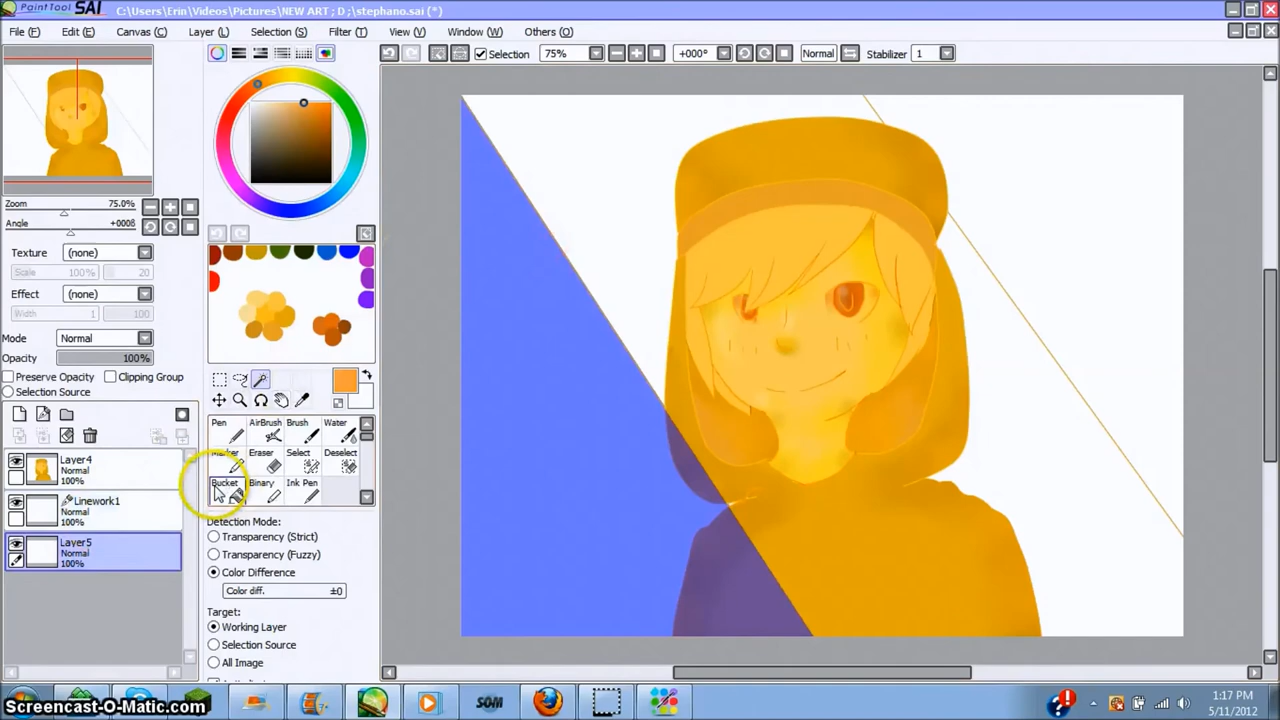 PaintTool SAI C:\Users\Erin\Videos\Pictures\NEW ART ; D ;\stephano.sai (*)
File (F) Edit (E) Canvas (C) Layer (L) Selection (S) Filter (T) View (V) Window (W) Others (O)
Selection 75% +000° Normal Stabilizer 1
Zoom 75.0%
Angle +0008
Texture (none)
Scale 100% 20
Effect (none)
Width 1 100
Mode Normal
Opacity 100%
Preserve Opacity Clipping Group
Selection Source
Layer4
Normal
100%
Linework1
Normal
100%
Layer5
Normal
100%
Pen AirBrush Brush Water
Marker Eraser Select Deselect
Bucket Binary Ink Pen
Detection Mode:
Transparency (Strict)
Transparency (Fuzzy)
Color Difference
Color diff. ±0
Target:
Working Layer
Selection Source
All Image
SOM
1:17 PM
5/11/2012
Screencast-O-Matic.com